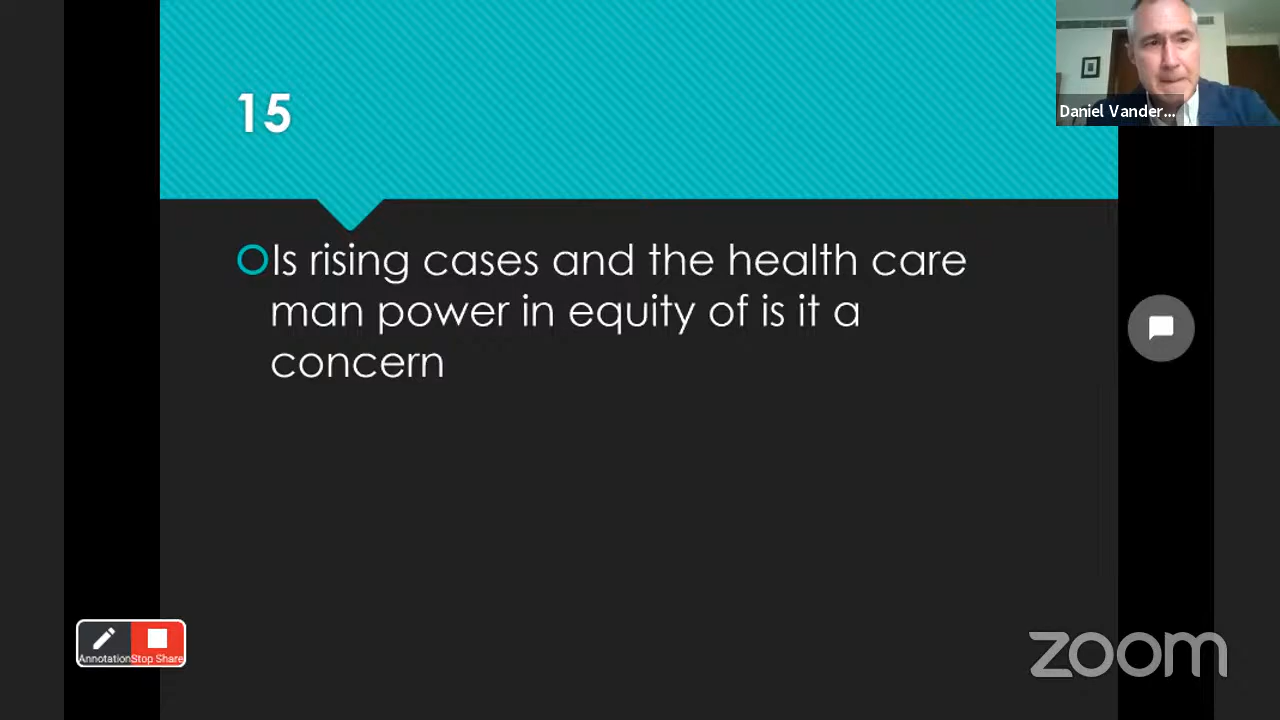 15
Daniel Vander...
Is rising cases and the health care
man power in equity of is it a
concern
Annotation Stop Share
zoom